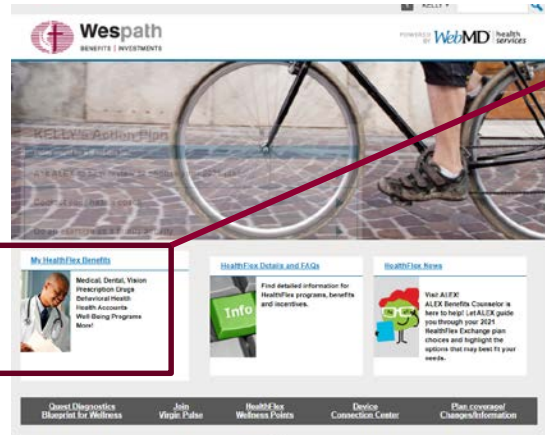 KELLY
Wespath
BENEFITS | INVESTMENTS
POWERED BY WebMD health services
KELLY's Action Plan
My HealthFlex Benefits
Medical, Dental, Vision
Prescription Drugs
Behavioral Health
Health Accounts
Well-Being Programs
More!
HealthFlex Details and FAQs
Info
Find detailed information for
HealthFlex programs, benefits
and incentives.
HealthFlex News
Visit ALEX!
ALEX Benefits Counselor is
here to help! Let ALEX guide
you through your 2021
HealthFlex Exchange plan
choices and highlight the
options that may best fit your
needs.
Quest Diagnostics
Blueprint for Wellness
Join
Virgin Pulse
HealthFlex
Wellness Points
Device
Connection Center
Plan coverage/
Changes/Information